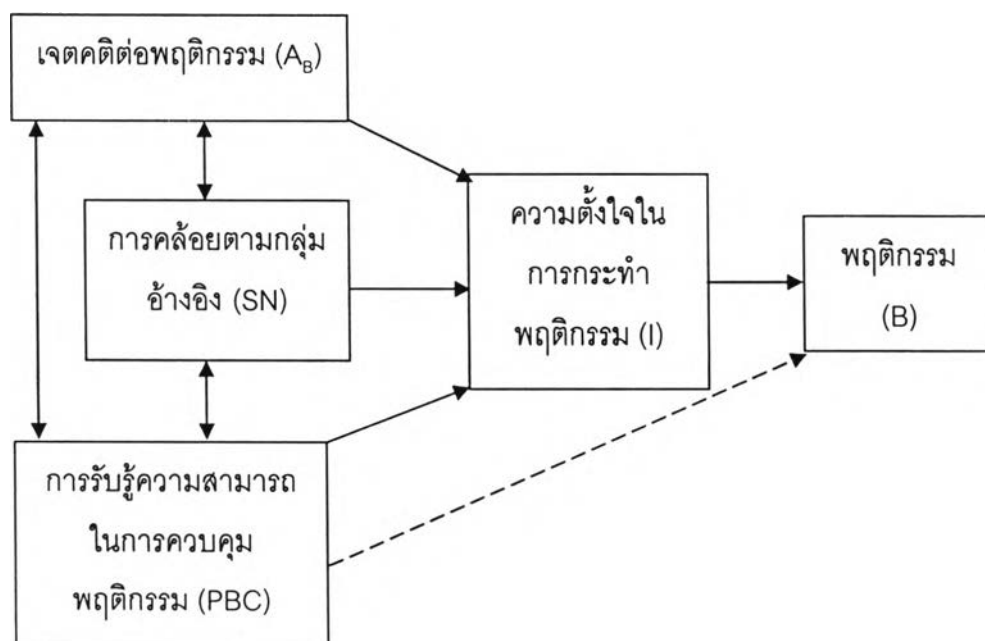 เจตคติต่อพฤติกรรม (AB)
การคล้อยตามกลุ่ม
อ้างอิง (SN)
ความตั้งใจใน
การกระทำ
พฤติกรรม (I)
พฤติกรรม
(B)
การรับรู้ความสามารถ
ในการควบคุม
พฤติกรรม (PBC)